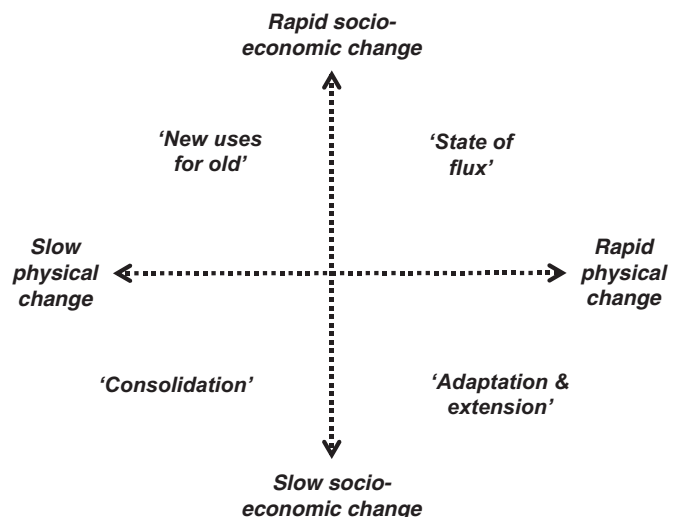 Rapid socio-
economic change
‘New uses
for old’
‘State of
flux’
Slow
physical
change
Rapid
physical
change
‘Consolidation’
‘Adaptation &
extension’
Slow socio-
economic change